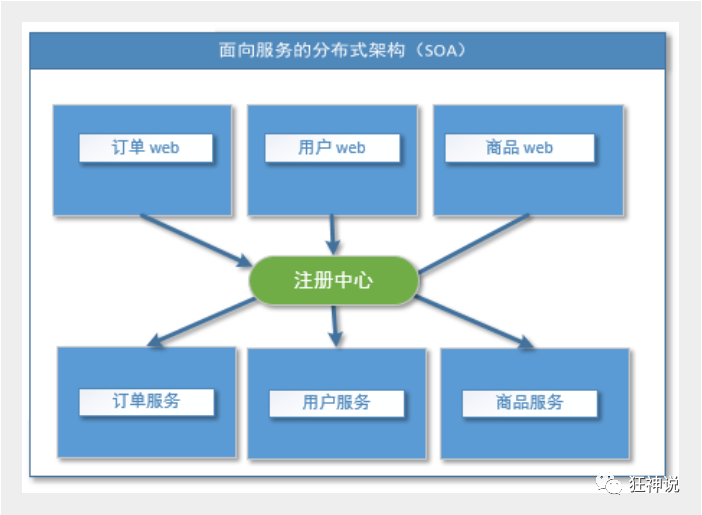 面向服务的分布式架构（SOA）
订单 web
用户 web
商品 web
注册中心
订单服务
用户服务
商品服务
狂神说